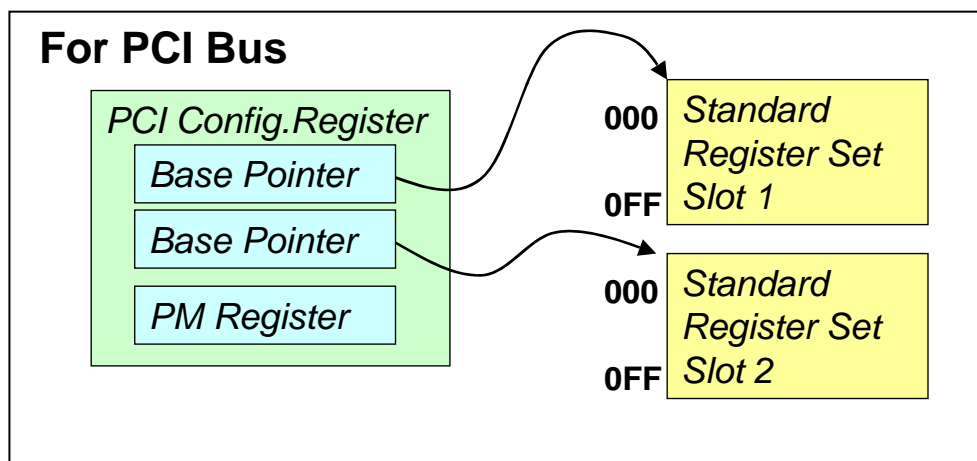 For PCI Bus
PCI Config.Register
Base Pointer
Base Pointer
PM Register
000
0FF
Standard
Register Set
Slot 1
000
0FF
Standard
Register Set
Slot 2